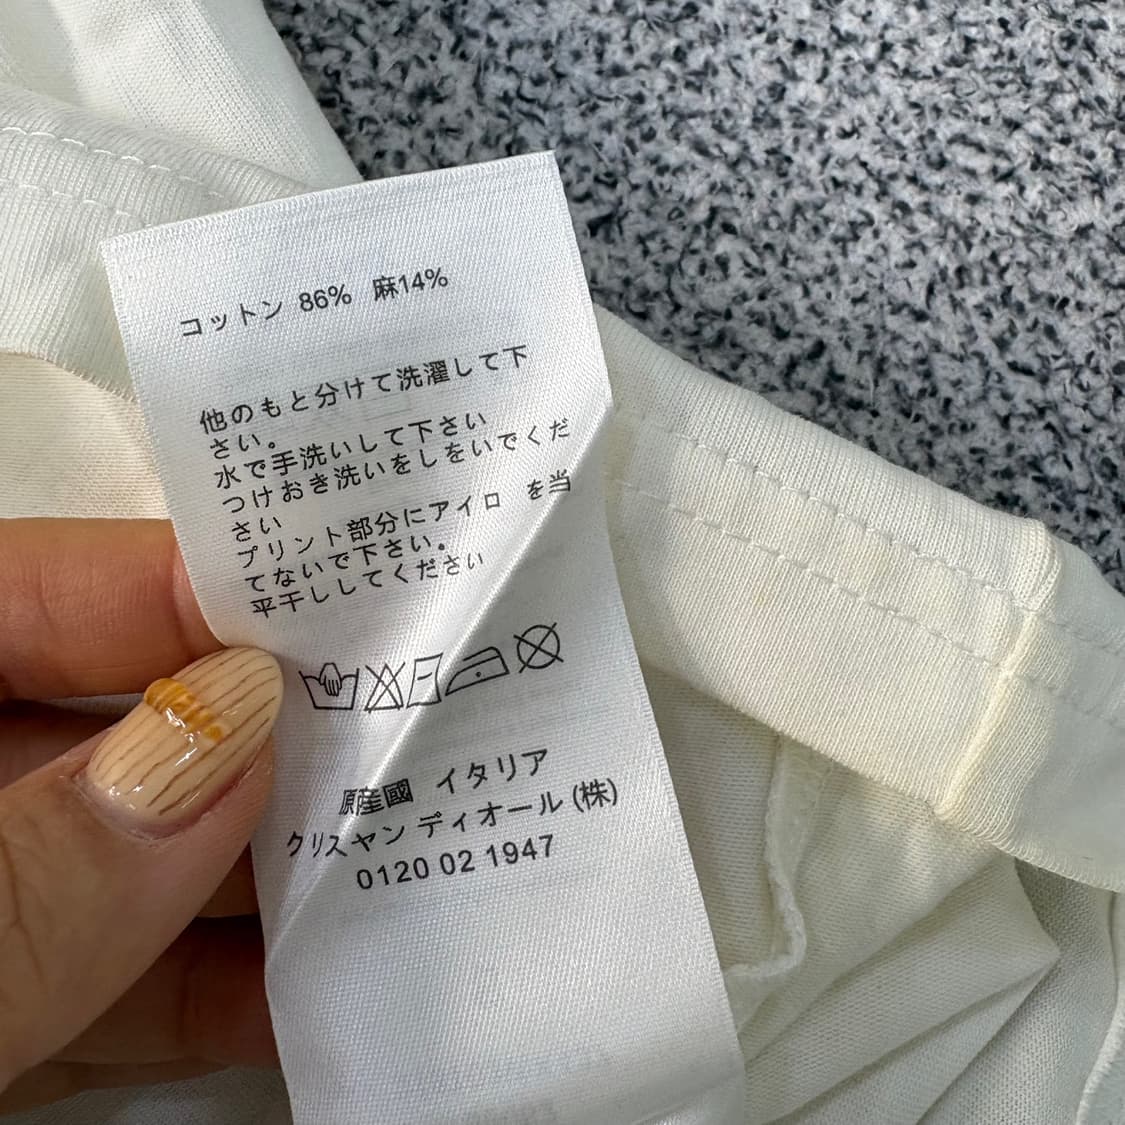 コットン 86% 麻14%
他のもと分けて洗濯して下
さい。
水で手洗いして下さい
つけおき洗いをしをいでくだ
さい
プリント部分にアイロ を当
てないで下さい。
平干ししてください
原産國 イタリア
クリスャン ディオール (株)
0120 02 1947